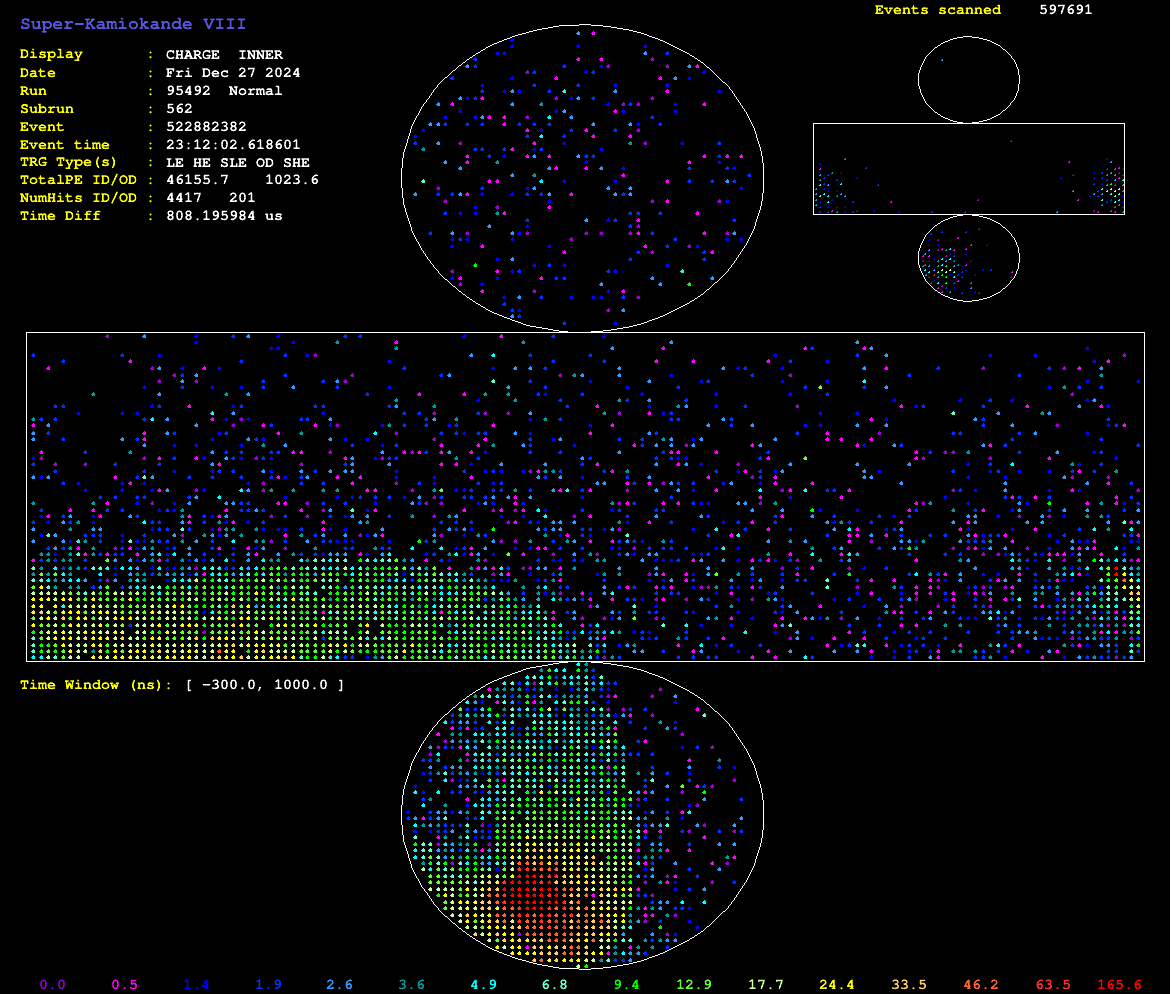 Super-Kamiokande VIII
Events scanned 597691
Display : CHARGE INNER
Date : Fri Dec 27 2024
Run : 95492 Normal
Subrun : 562
Event : 522882382
Event time : 23:12:02.618601
TRG Type(s) : LE HE SLE OD SHE
TotalPE ID/OD : 46155.7 1023.6
NumHits ID/OD : 4417 201
Time Diff : 808.195984 us
Time Window (ns): [ -300.0, 1000.0 ]
0.0 0.5 1.4 1.9 2.6 3.6 4.9 6.8 9.4 12.9 17.7 24.4 33.5 46.2 63.5 165.6